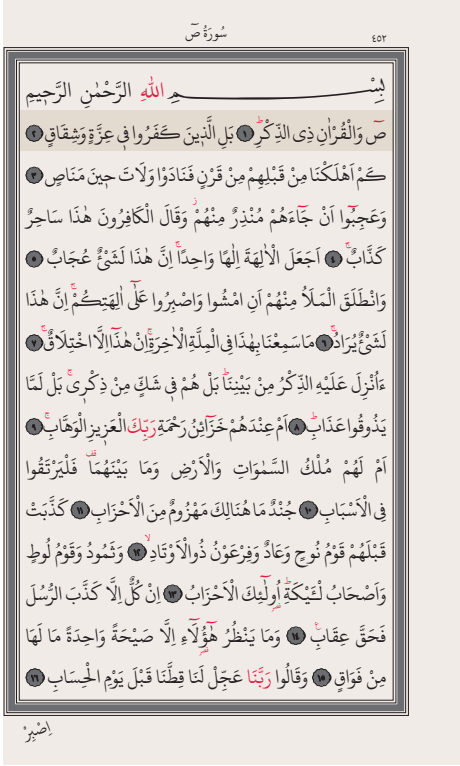 سُورَةُ صٓ
٤٥٢
بِسْــــــــــــــــمِ اللّٰهِ الرَّحْمٰنِ الرَّحٖيمِ
صٓ وَالْقُرْاٰنِ ذِى الذِّكْرِۜ ﴿١﴾ بَلِ الَّذٖينَ كَفَرُوا فٖى عِزَّةٍ وَشِقَاقٍ ﴿٢﴾
كَمْ اَهْلَكْنَا مِنْ قَبْلِهِمْ مِنْ قَرْنٍ فَنَادَوْا وَلَاتَ حٖينَ مَنَاصٍ ﴿٣﴾
وَعَجِبُٓوا اَنْ جَٓاءَهُمْ مُنْذِرٌ مِنْهُمْۘ وَقَالَ الْكَافِرُونَ هٰذَا سَاحِرٌ
كَذَّابٌۚ ﴿٤﴾ اَجَعَلَ الْاٰلِهَةَ اِلٰهًا وَاحِدًاۚ اِنَّ هٰذَا لَشَىْءٌ عُجَابٌ ﴿٥﴾
وَانْطَلَقَ الْمَلَاُ مِنْهُمْ اَنِ امْشُوا وَاصْبِرُوا عَلٰٓى اٰلِهَتِكُمْۚ اِنَّ هٰذَا
لَشَىْءٌ يُرَادُۚ ﴿٦﴾ مَا سَمِعْنَا بِهٰذَا فِى الْمِلَّةِ الْاٰخِرَةِۚ اِنْ هٰذَٓا اِلَّا اخْتِلَاقٌۚ ﴿٧﴾
ءَاُنْزِلَ عَلَيْهِ الذِّكْرُ مِنْ بَيْنِنَاۜ بَلْ هُمْ فٖى شَكٍّ مِنْ ذِكْرٖىۚ بَلْ لَمَّا
يَذُوقُوا عَذَابِۜ ﴿٨﴾ اَمْ عِنْدَهُمْ خَزَٓائِنُ رَحْمَةِ رَبِّكَ الْعَزٖيزِ الْوَهَّابِۚ ﴿٩﴾
اَمْ لَهُمْ مُلْكُ السَّمٰوَاتِ وَالْاَرْضِ وَمَا بَيْنَهُمَا۠ فَلْيَرْتَقُوا
فِى الْاَسْبَابِ ﴿١٠﴾ جُنْدٌ مَا هُنَالِكَ مَهْزُومٌ مِنَ الْاَحْزَابِ ﴿١١﴾ كَذَّبَتْ
قَبْلَهُمْ قَوْمُ نُوحٍ وَعَادٌ وَفِرْعَوْنُ ذُو الْاَوْتَادِۙ ﴿١٢﴾ وَثَمُودُ وَقَوْمُ لُوطٍ
وَاَصْحَابُ لْـَٔيْكَةِۜ اُو۬لٰٓئِكَ الْاَحْزَابُ ﴿١٣﴾ اِنْ كُلٌّ اِلَّا كَذَّبَ الرُّسُلَ
فَحَقَّ عِقَابِ۟ ﴿١٤﴾ وَمَا يَنْظُرُ هٰٓؤُ۬لَٓاءِ اِلَّا صَيْحَةً وَاحِدَةً مَا لَهَا
مِنْ فَوَاقٍ ﴿١٥﴾ وَقَالُوا رَبَّنَا عَجِّلْ لَنَا قِطَّنَا قَبْلَ يَوْمِ الْحِسَابِ ﴿١٦﴾
اِصْبِرْ